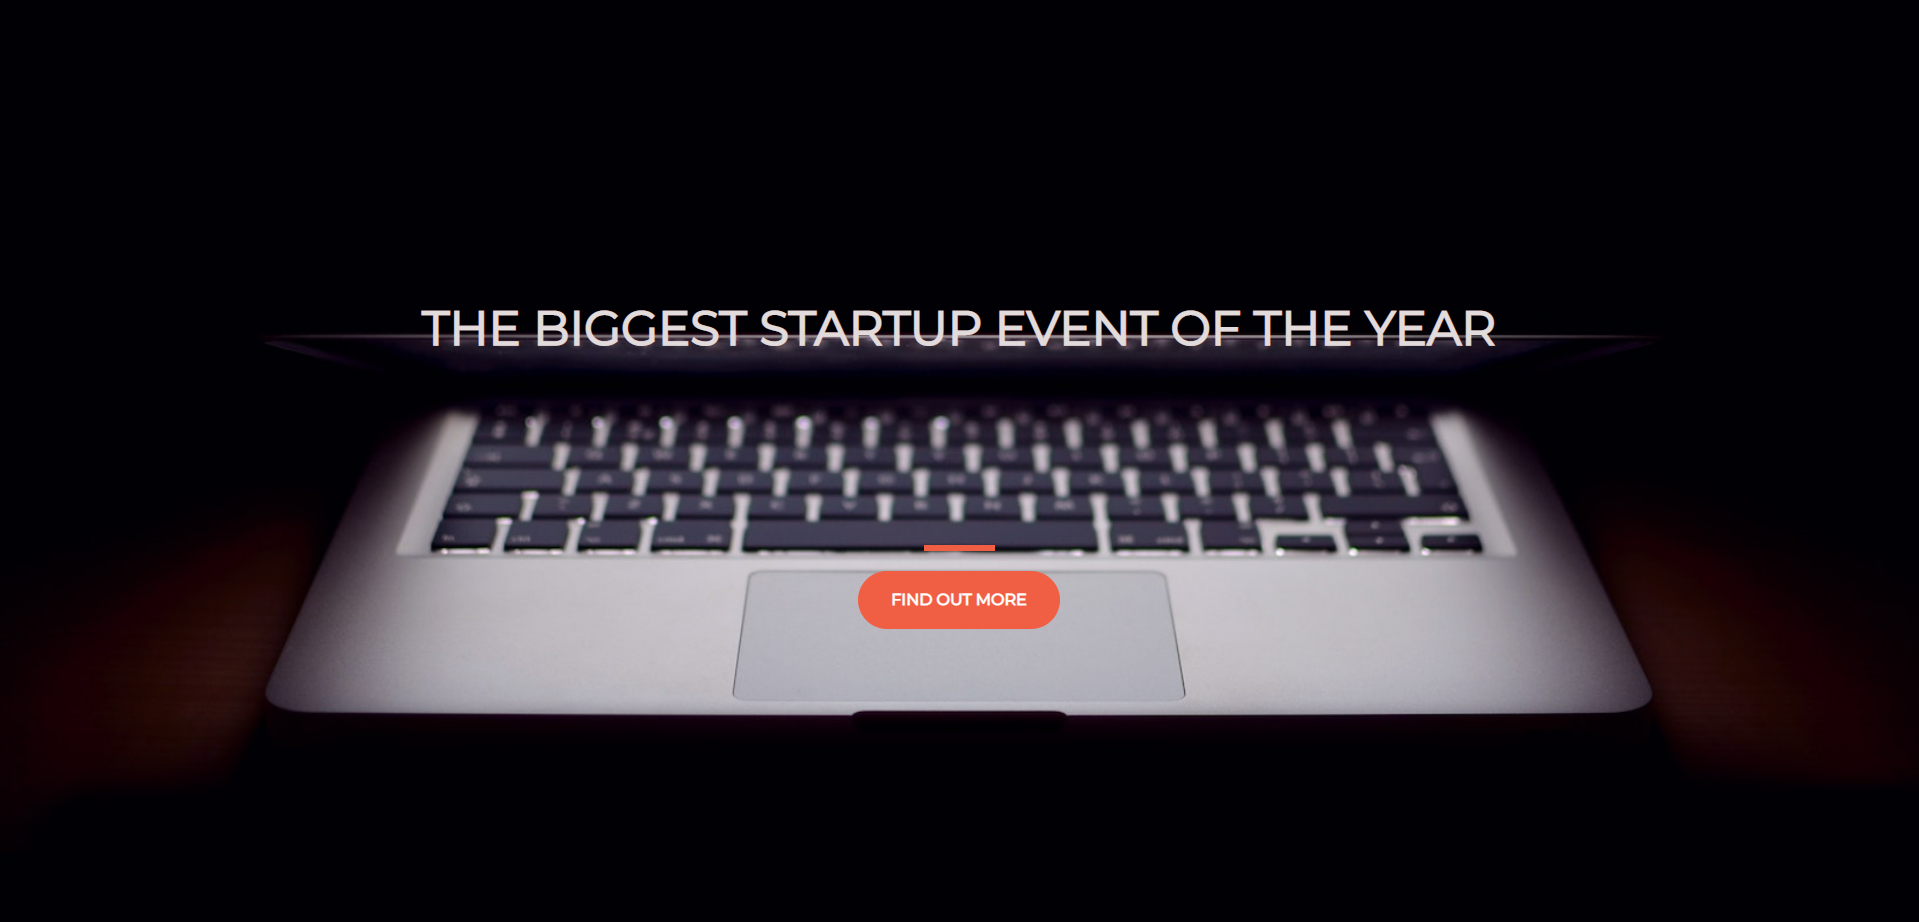 THE BIGGEST STARTUP EVENT OF THE YEAR
FIND OUT MORE